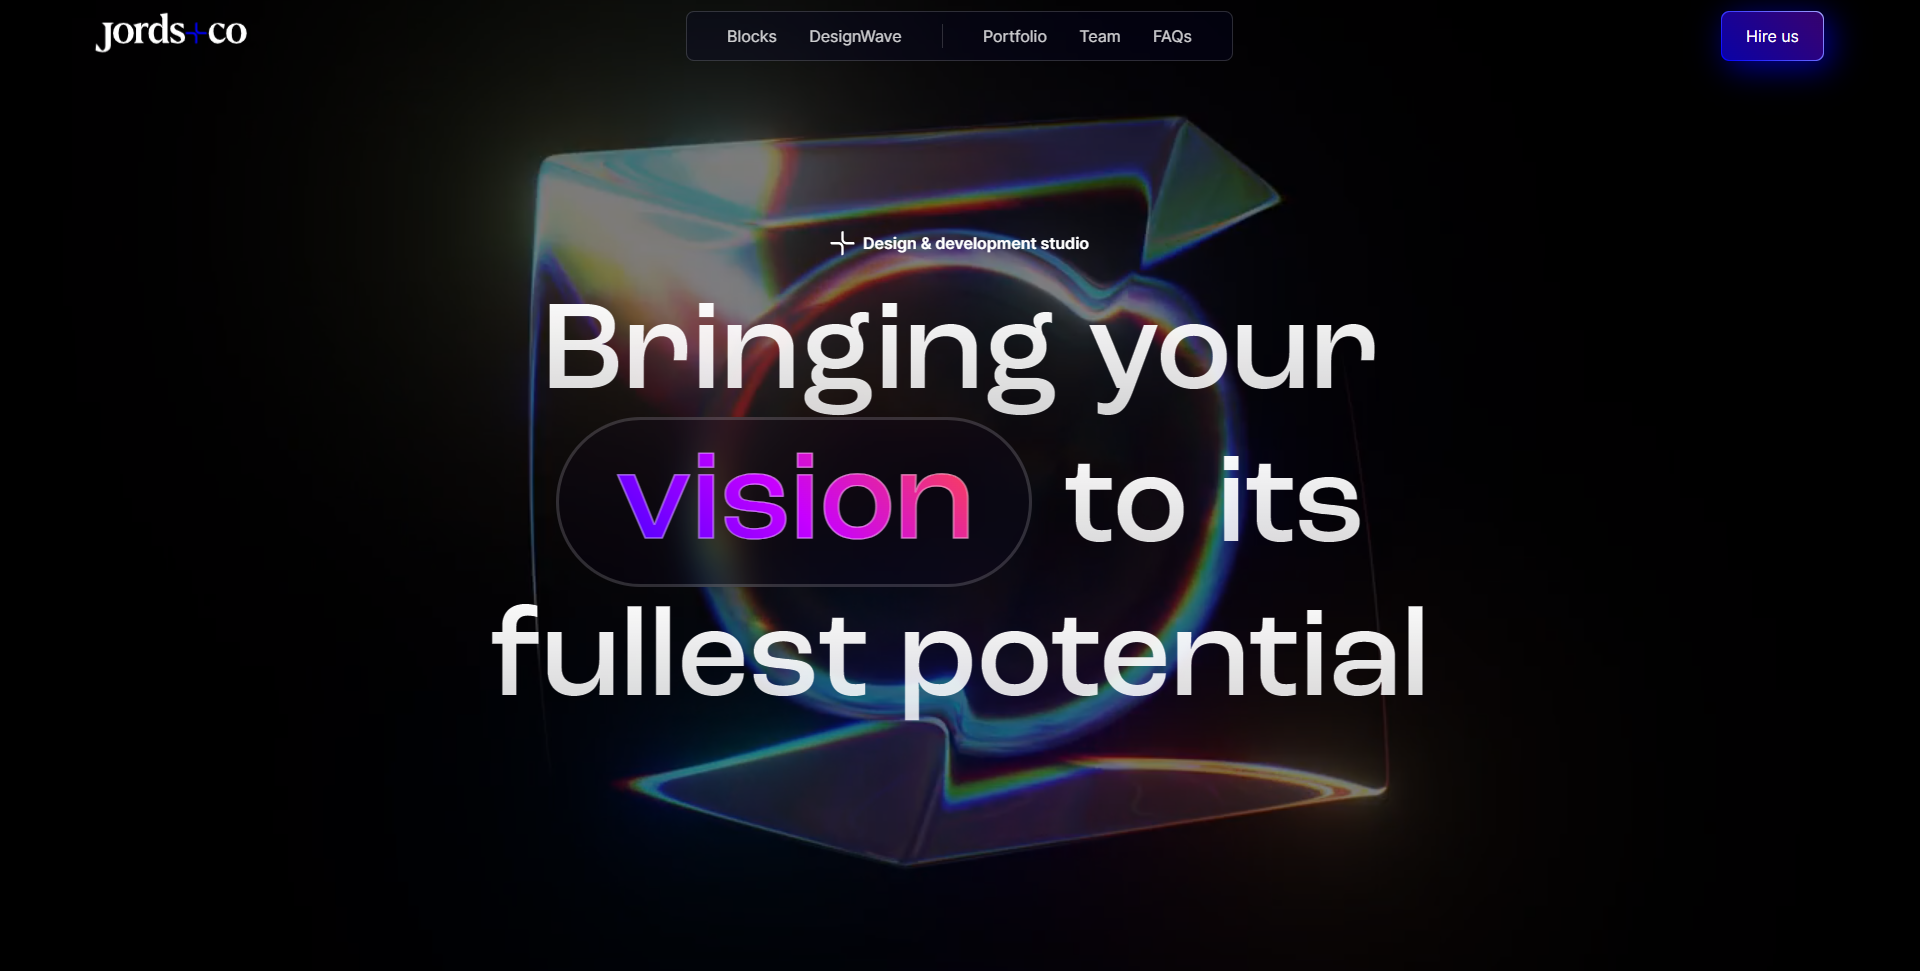 jords+co
Blocks DesignWave Portfolio Team FAQs
Hire us
Design & development studio
Bringing your
vision to its
fullest potential